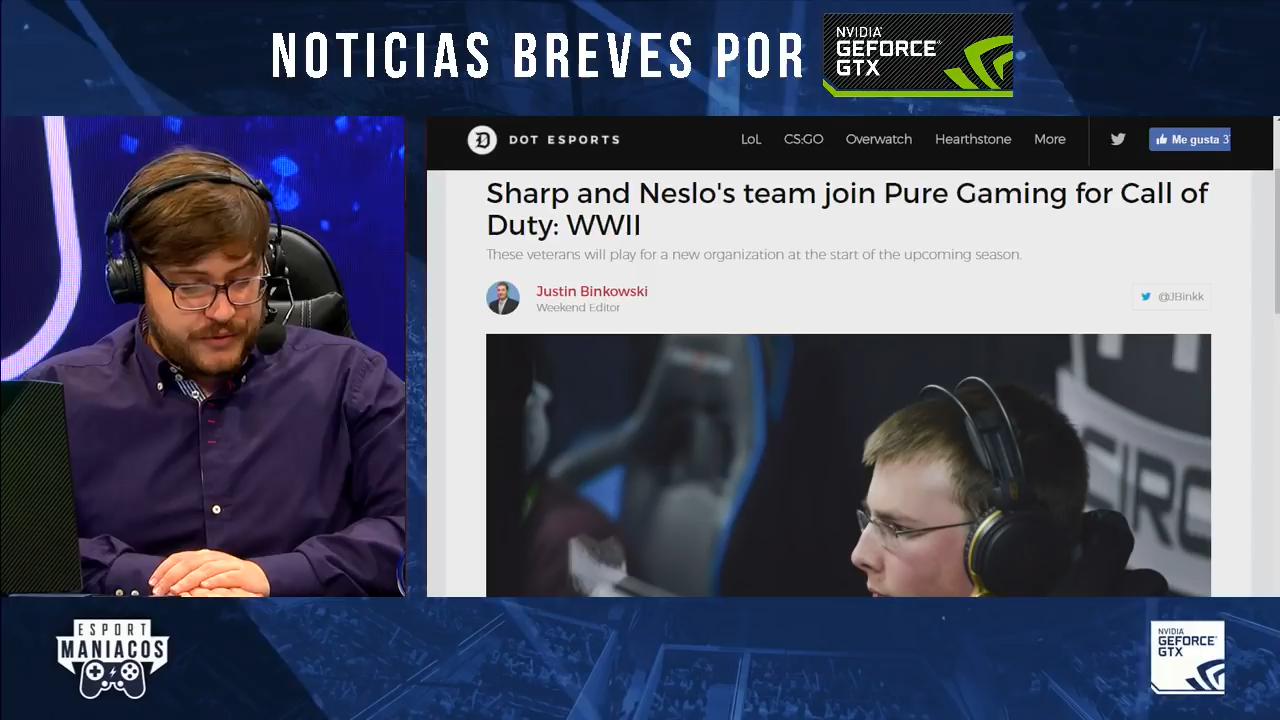 NOTICIAS BREVES POR
NVIDIA
GEFORCE
GTX
DOT ESPORTS
LoL CS:GO Overwatch Hearthstone More
Me gusta 3
Sharp and Neslo's team join Pure Gaming for Call of
Duty: WWII
These veterans will play for a new organization at the start of the upcoming season.
Justin Binkowski
Weekend Editor
@JBinkk
CIRC
ESPORT
MANIACOS
NVIDIA
GEFORCE
GTX